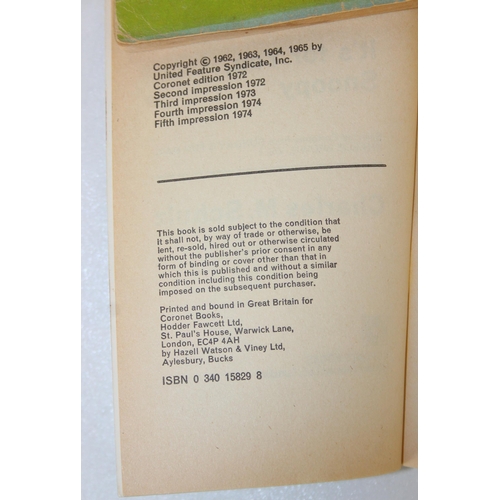 Copyright © 1962, 1963, 1964, 1965 by
United Feature Syndicate, Inc.
Coronet edition 1972
Second impression 1972
Third impression 1973
Fourth impression 1974
Fifth impression 1974
This book is sold subject to the condition that
it shall not, by way of trade or otherwise, be
lent, re-sold, hired out or otherwise circulated
without the publisher's prior consent in any
form of binding or cover other than that in
which this is published and without a similar
condition including this condition being
imposed on the subsequent purchaser.
Printed and bound in Great Britain for
Coronet Books,
Hodder Fawcett Ltd,
St. Paul's House, Warwick Lane,
London, EC4P 4AH
by Hazell Watson & Viney Ltd,
Aylesbury, Bucks
ISBN 0 340 15829 8